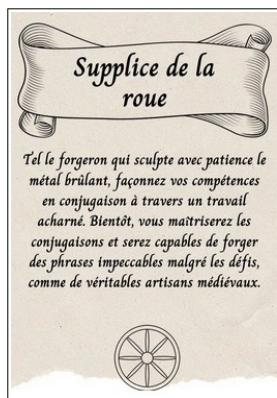 Supplice de la
roue
Tel le forgeron qui sculpte avec patience le
métal brûlant, façonnez vos compétences
en conjugaison à travers un travail
acharné. Bientôt, vous maîtriserez les
conjugaisons et serez capables de forger
des phrases impeccables malgré les défis,
comme de véritables artisans médiévaux.